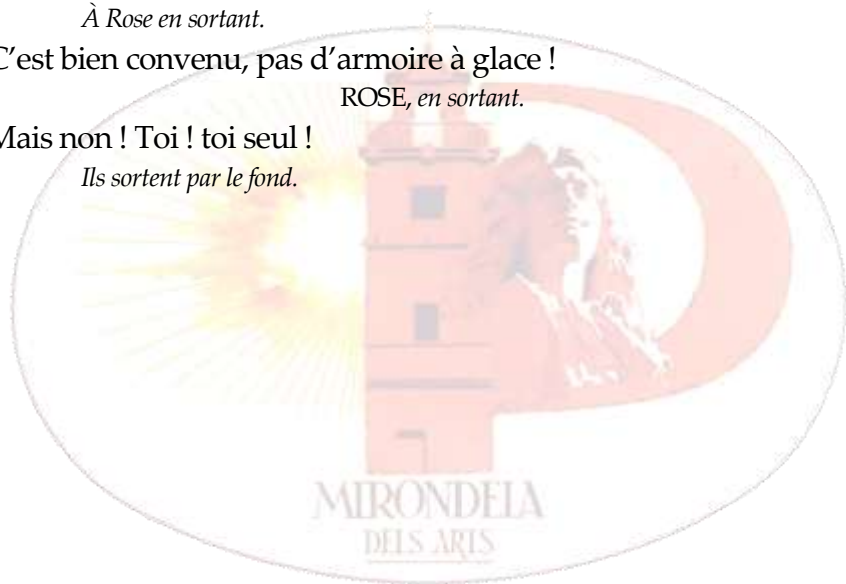 À Rose en sortant.
C’est bien convenu, pas d’armoire à glace !
ROSE, en sortant.
Mais non ! Toi ! toi seul !
Ils sortent par le fond.
MIRONDELA
DELS ARTS